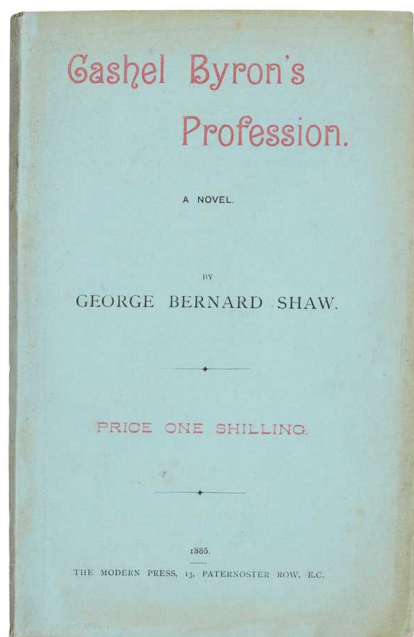 Cashel Byron's
Profession.
A NOVEL.
BY
GEORGE BERNARD SHAW.
PRICE ONE SHILLING.
1886.
THE MODERN PRESS, 13, PATERNOSTER ROW, E.C.